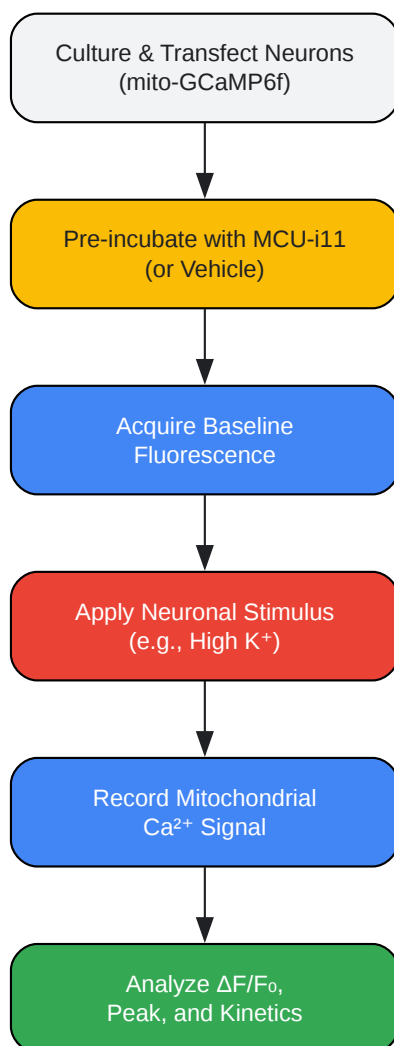 Culture & Transfect Neurons
(mito-GCaMP6f)
Pre-incubate with MCU-i11
(or Vehicle)
Acquire Baseline
Fluorescence
Apply Neuronal Stimulus
(e.g., High K⁺)
Record Mitochondrial
Ca²⁺ Signal
Analyze ΔF/F₀,
Peak, and Kinetics